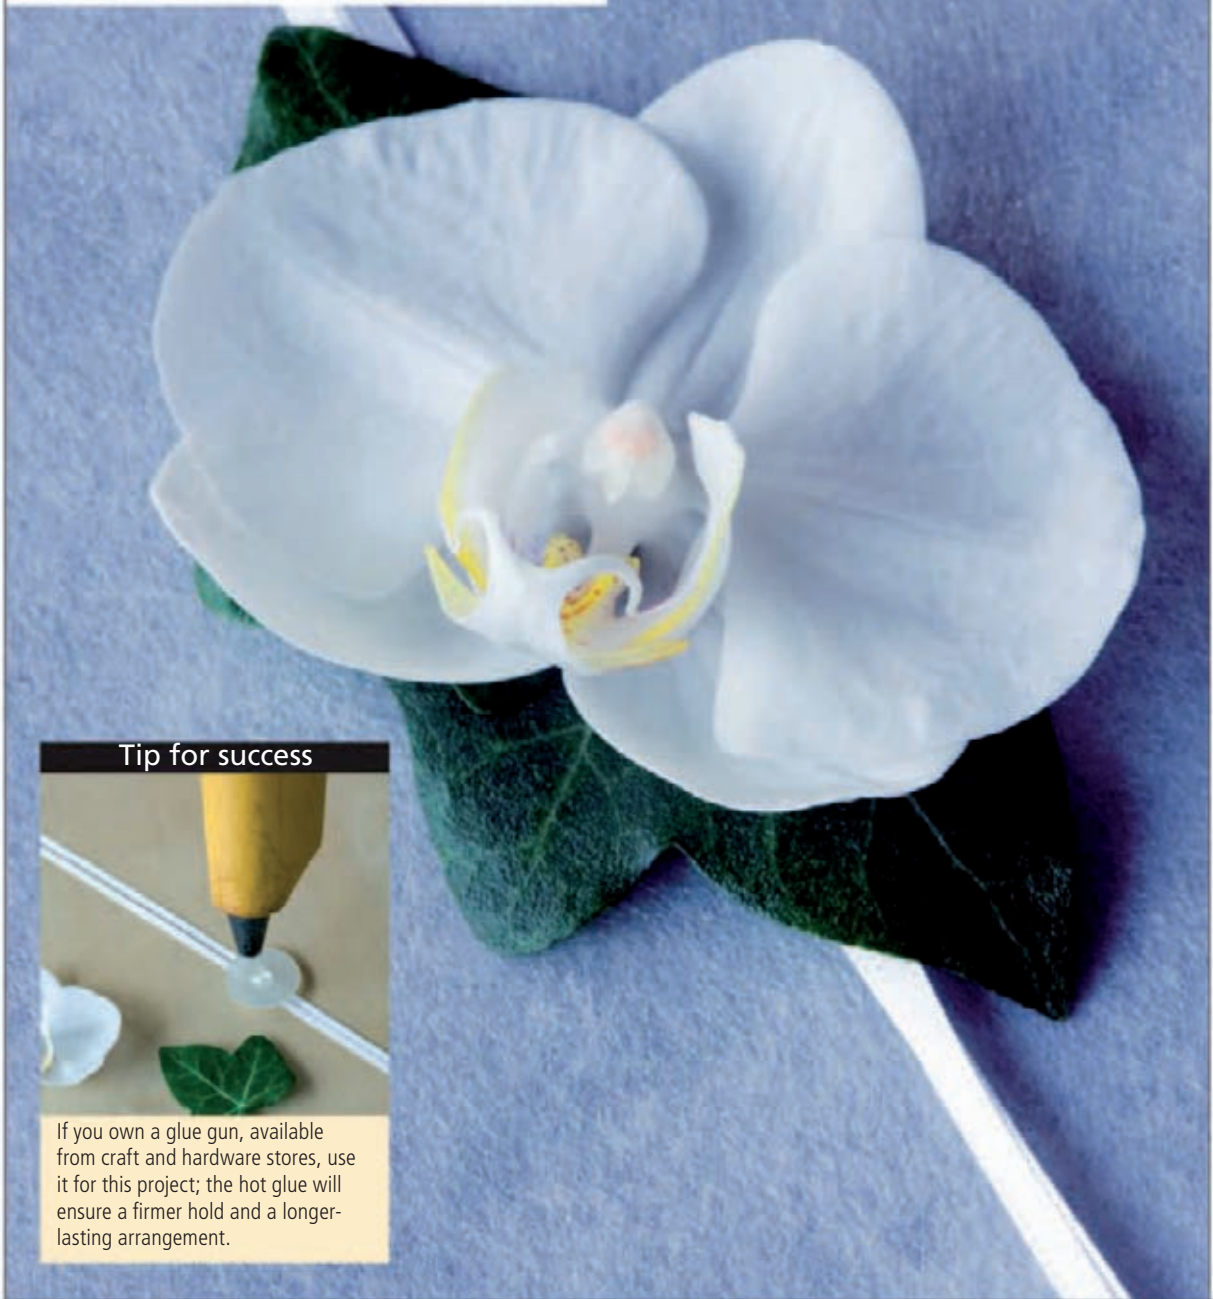 Tip for success
If you own a glue gun, available
from craft and hardware stores, use
it for this project; the hot glue will
ensure a firmer hold and a longer-
lasting arrangement.